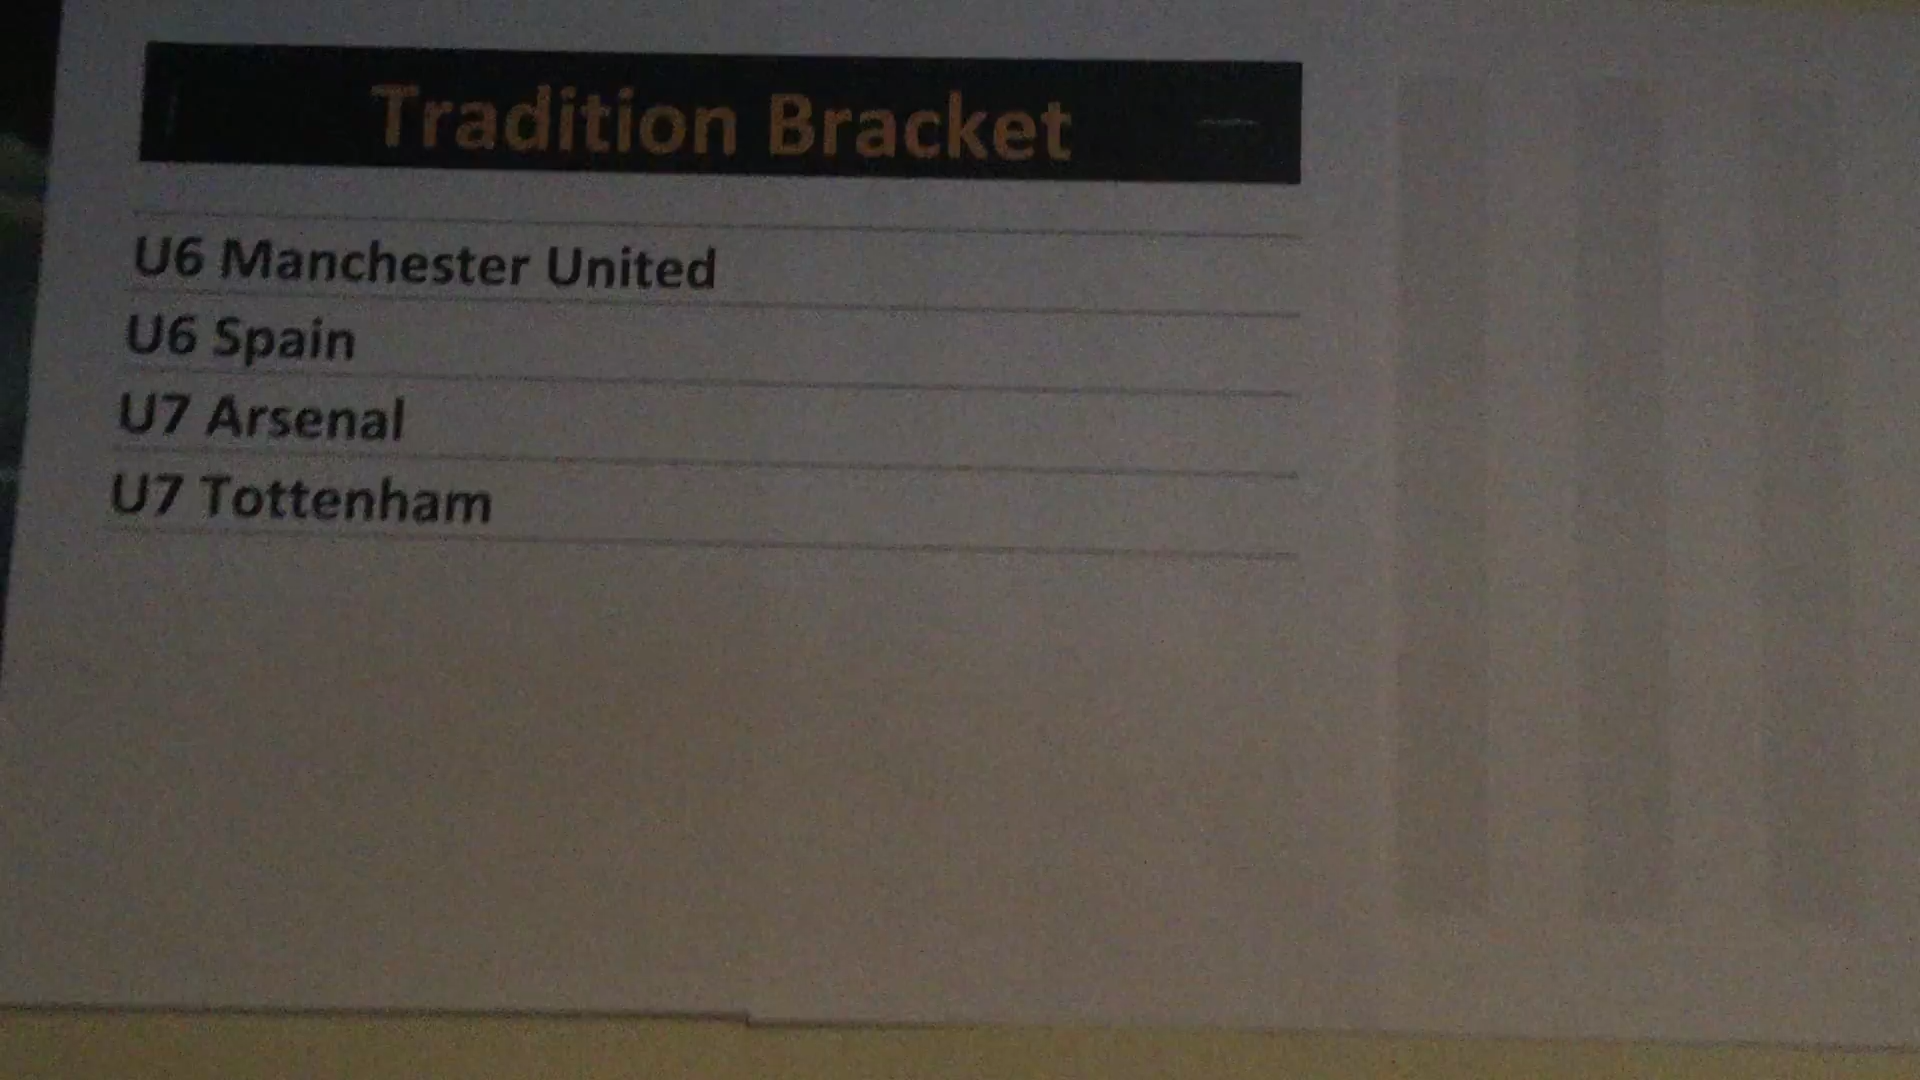 Tradition Bracket
U6 Manchester United
U6 Spain
U7 Arsenal
U7 Tottenham